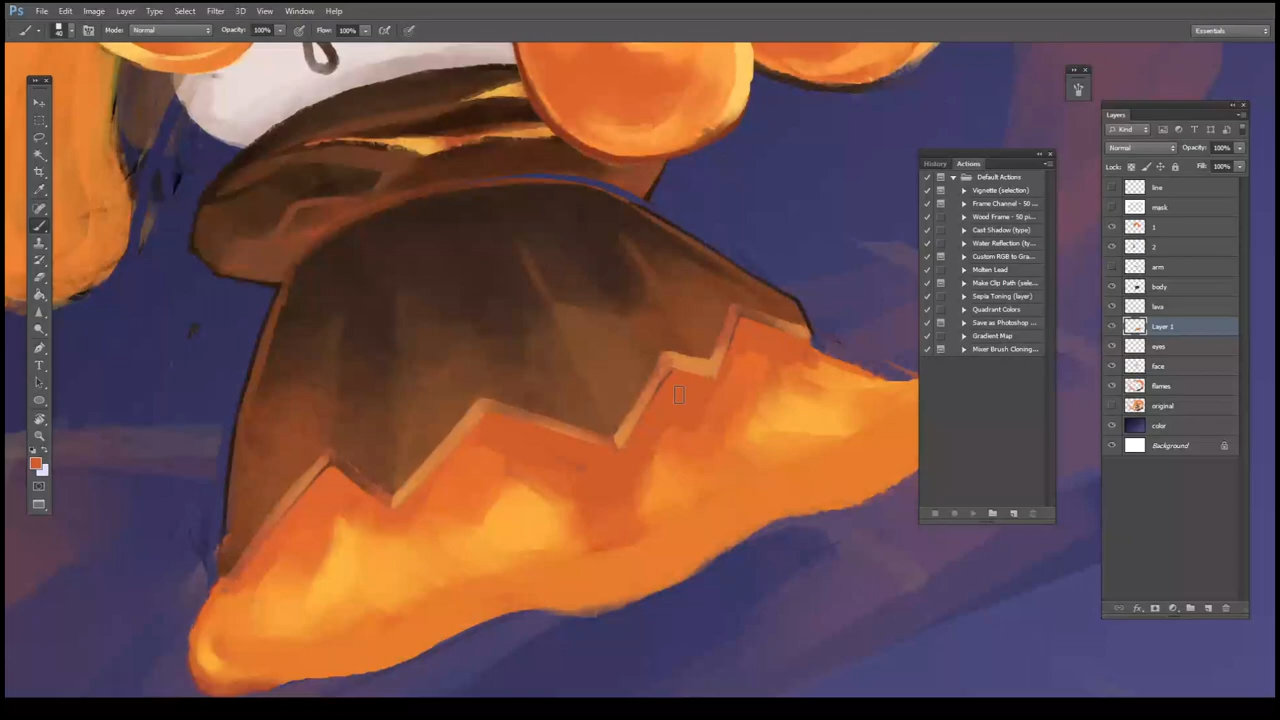 Ps File Edit Image Layer Type Select Filter 3D View Window Help
40 Mode: Normal Opacity: 100% Flow: 100% Essentials
History Actions
Default Actions
Vignette (selection)
Frame Channel - 50 ...
Wood Frame - 50 pi...
Cast Shadow (type)
Water Reflection (ty...
Custom RGB to Gra...
Molten Lead
Make Clip Path (sele...
Sepia Toning (layer)
Quadrant Colors
Save as Photoshop ...
Gradient Map
Mixer Brush Cloning...
Layers
Kind
Normal Opacity: 100%
Lock: Fill: 100%
line
mask
1
2
arm
body
lava
Layer 1
eyes
face
flames
original
color
Background
fx